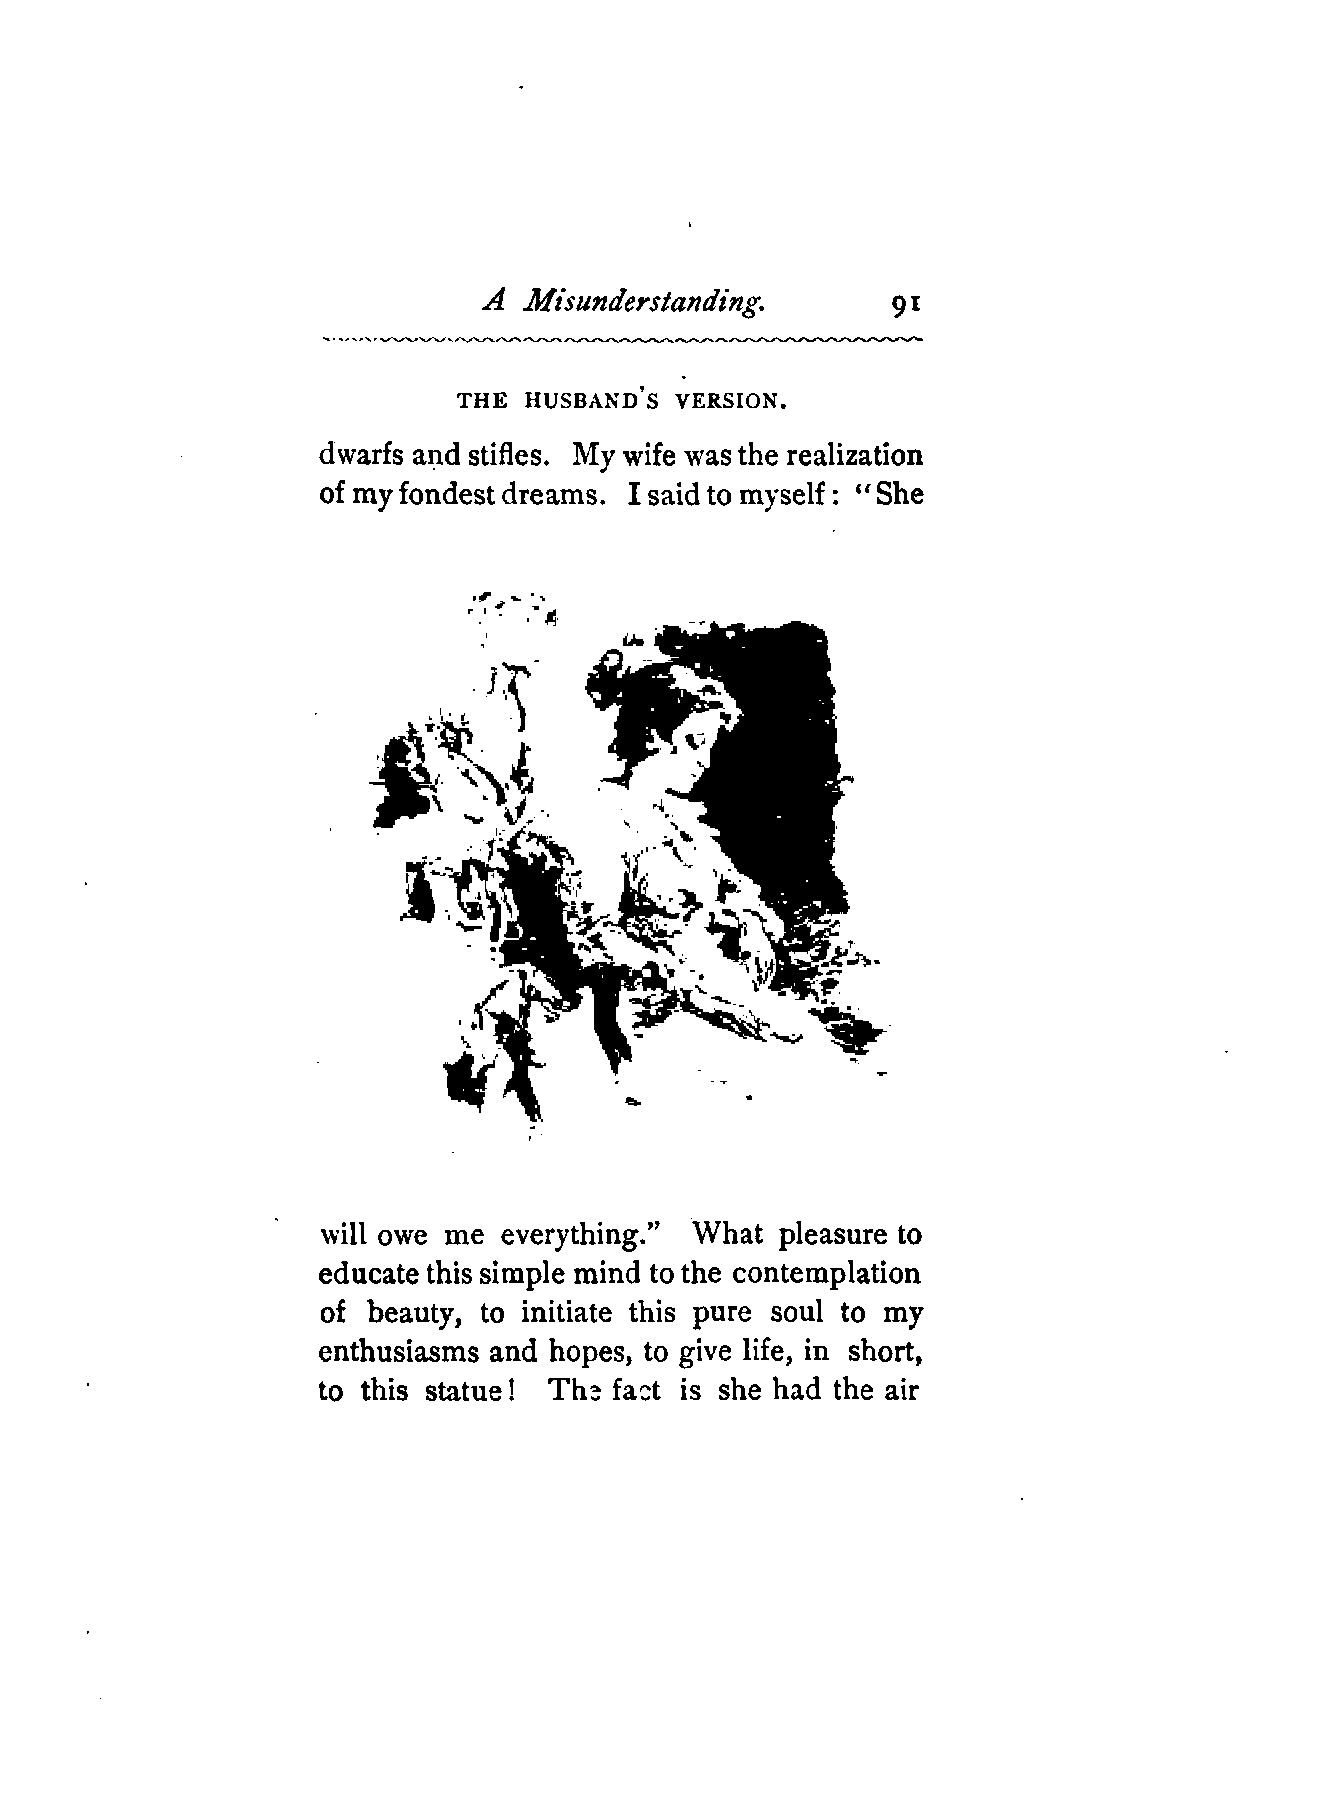 A Misunderstanding. 91
THE HUSBAND'S VERSION.
dwarfs and stifles. My wife was the realization
of my fondest dreams. I said to myself: "She
will owe me everything." What pleasure to
educate this simple mind to the contemplation
of beauty, to initiate this pure soul to my
enthusiasms and hopes, to give life, in short,
to this statue! The fact is she had the air